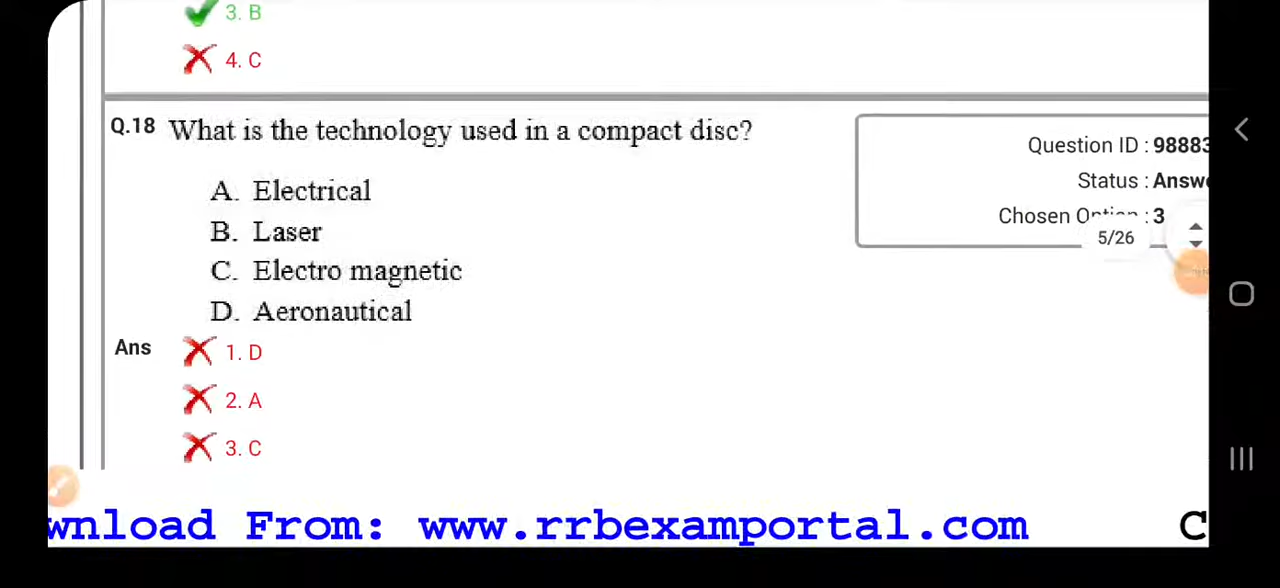 3. B
4. C
Q.18 What is the technology used in a compact disc?
Question ID : 98883
Status : Answ
Chosen Option : 3
5/26
A. Electrical
B. Laser
C. Electro magnetic
D. Aeronautical
Ans
1. D
2. A
3. C
wnload From: www.rrbexamportal.com
C